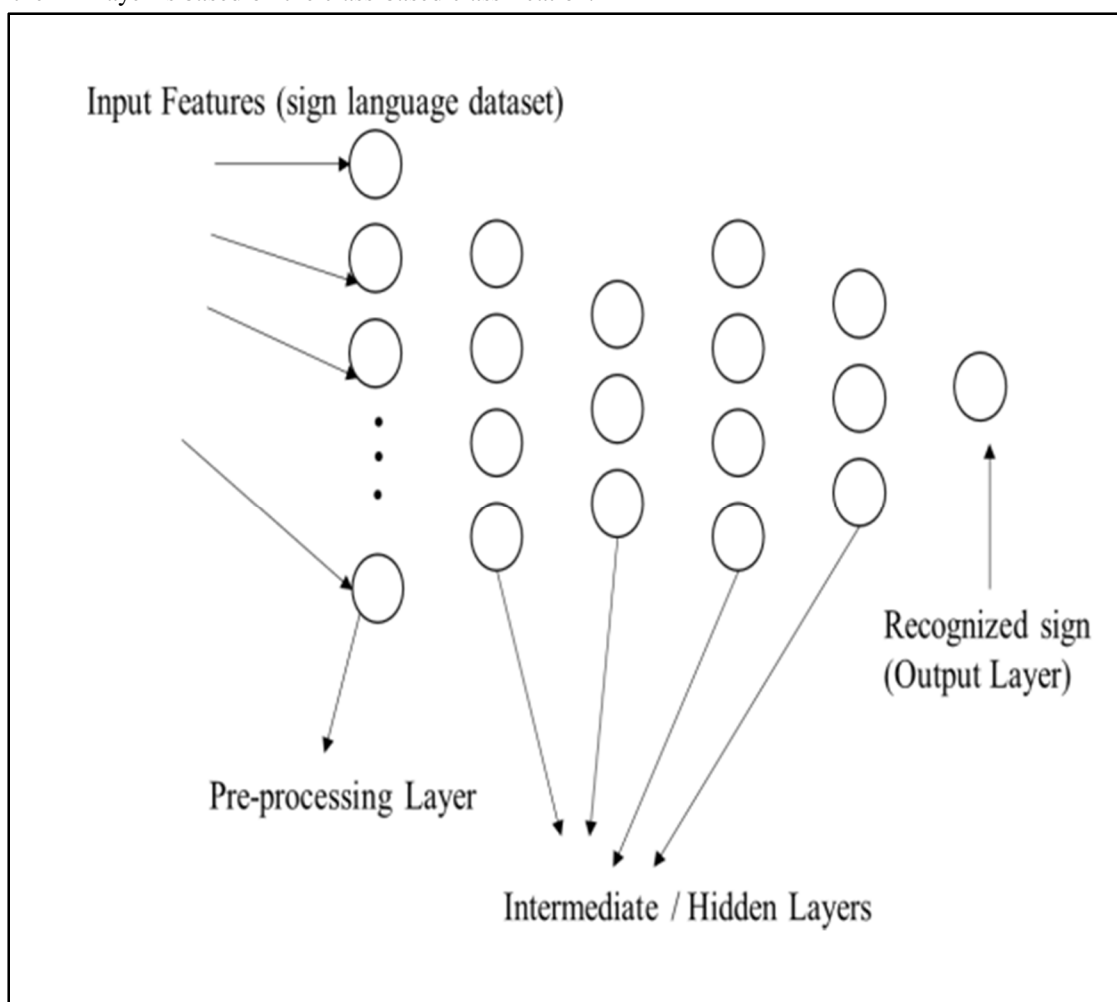 Input Features (sign language dataset)
Recognized sign
(Output Layer)
Pre-processing Layer
Intermediate / Hidden Layers